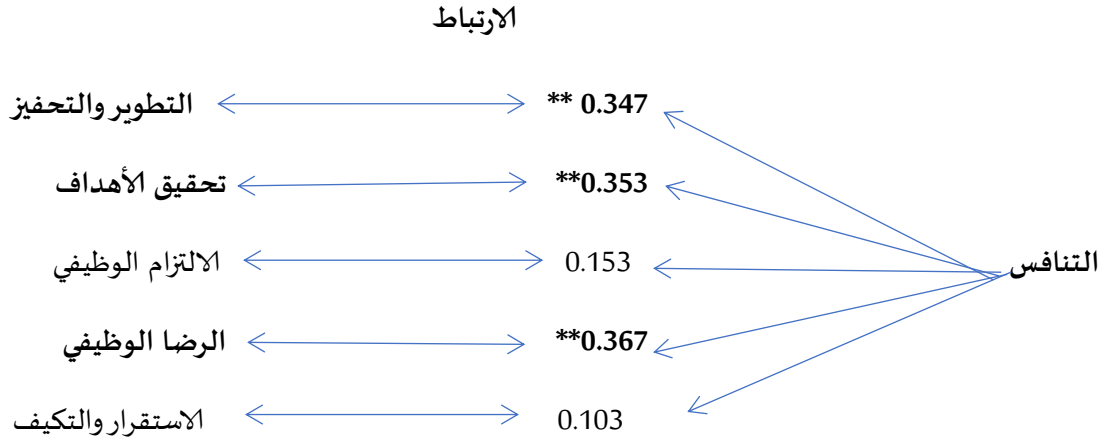 الارتباط
التطوير والتحفيز ** 0.347
تحقيق الأهداف **0.353
الالتزام الوظيفي 0.153
التنافس
الرضا الوظيفي **0.367
الاستقرار والتكيف 0.103